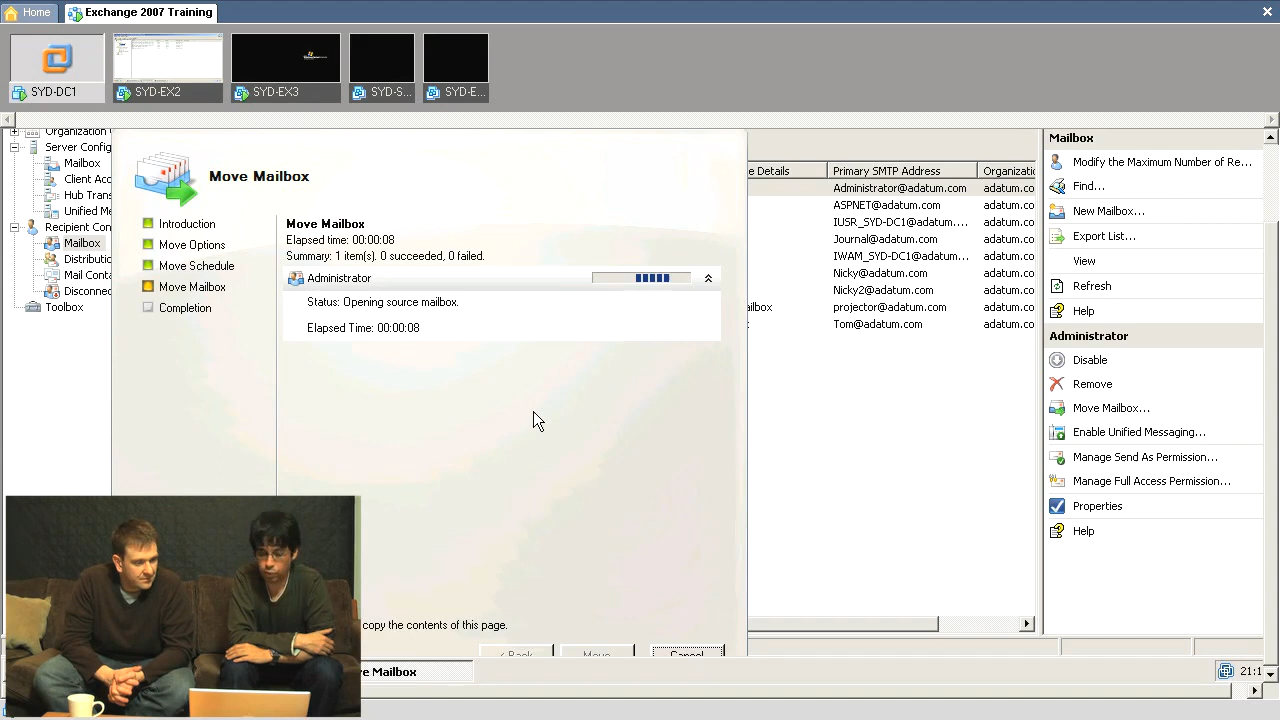 Home
Exchange 2007 Training
SYD-DC1
SYD-EX2
SYD-EX3
SYD-S...
SYD-E...
Organization
Server Config
Mailbox
Client Acc
Hub Trans
Unified Me
Recipient Con
Mailbox
Distributio
Mail Conta
Disconnec
Toolbox
Move Mailbox
Introduction
Move Options
Move Schedule
Move Mailbox
Completion
Move Mailbox
Elapsed time: 00:00:08
Summary: 1 item(s). 0 succeeded, 0 failed.
Administrator
Status: Opening source mailbox.
Elapsed Time: 00:00:08
copy the contents of this page.
< Back
Move
Cancel
e Details
Primary SMTP Address
Organizatio
Administrator@adatum.com
adatum.co
ASPNET@adatum.com
adatum.co
ILMS_SYD-DC1@adatum....
adatum.co
Journal@adatum.com
adatum.co
IWAM_SYD-DC1@adatum....
adatum.co
Nicky@adatum.com
adatum.co
Nicky2@adatum.com
adatum.co
ilbox
projector@adatum.com
adatum.co
Tom@adatum.com
adatum.co
Mailbox
Modify the Maximum Number of Re...
Find...
New Mailbox...
Export List...
View
Refresh
Help
Administrator
Disable
Remove
Move Mailbox...
Enable Unified Messaging...
Manage Send As Permission...
Manage Full Access Permission...
Properties
Help
ve Mailbox
21:1